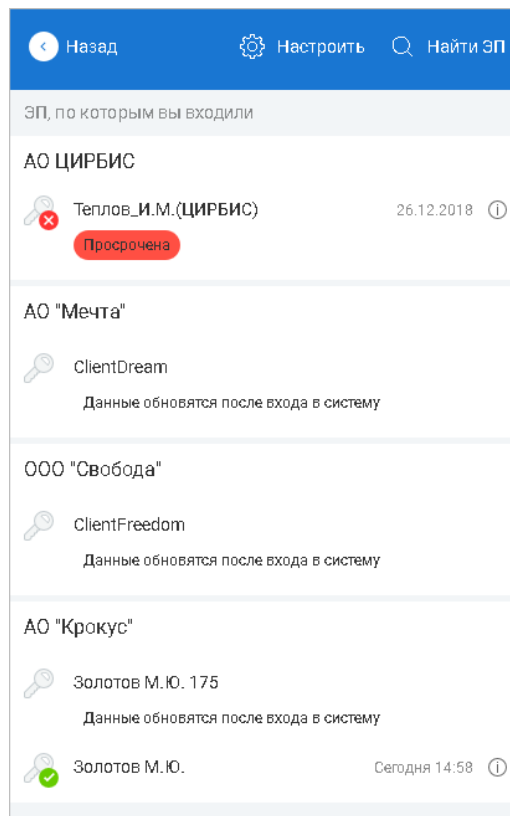 Назад Настроить Найти ЭП
ЭП, по которым вы входили
АО ЦИРБИС
Теплов_И.М.(ЦИРБИС) 26.12.2018
Просрочена
АО "Мечта"
ClientDream
Данные обновятся после входа в систему
ООО "Свобода"
ClientFreedom
Данные обновятся после входа в систему
АО "Крокус"
Золотов М.Ю. 175
Данные обновятся после входа в систему
Золотов М.Ю. Сегодня 14:58